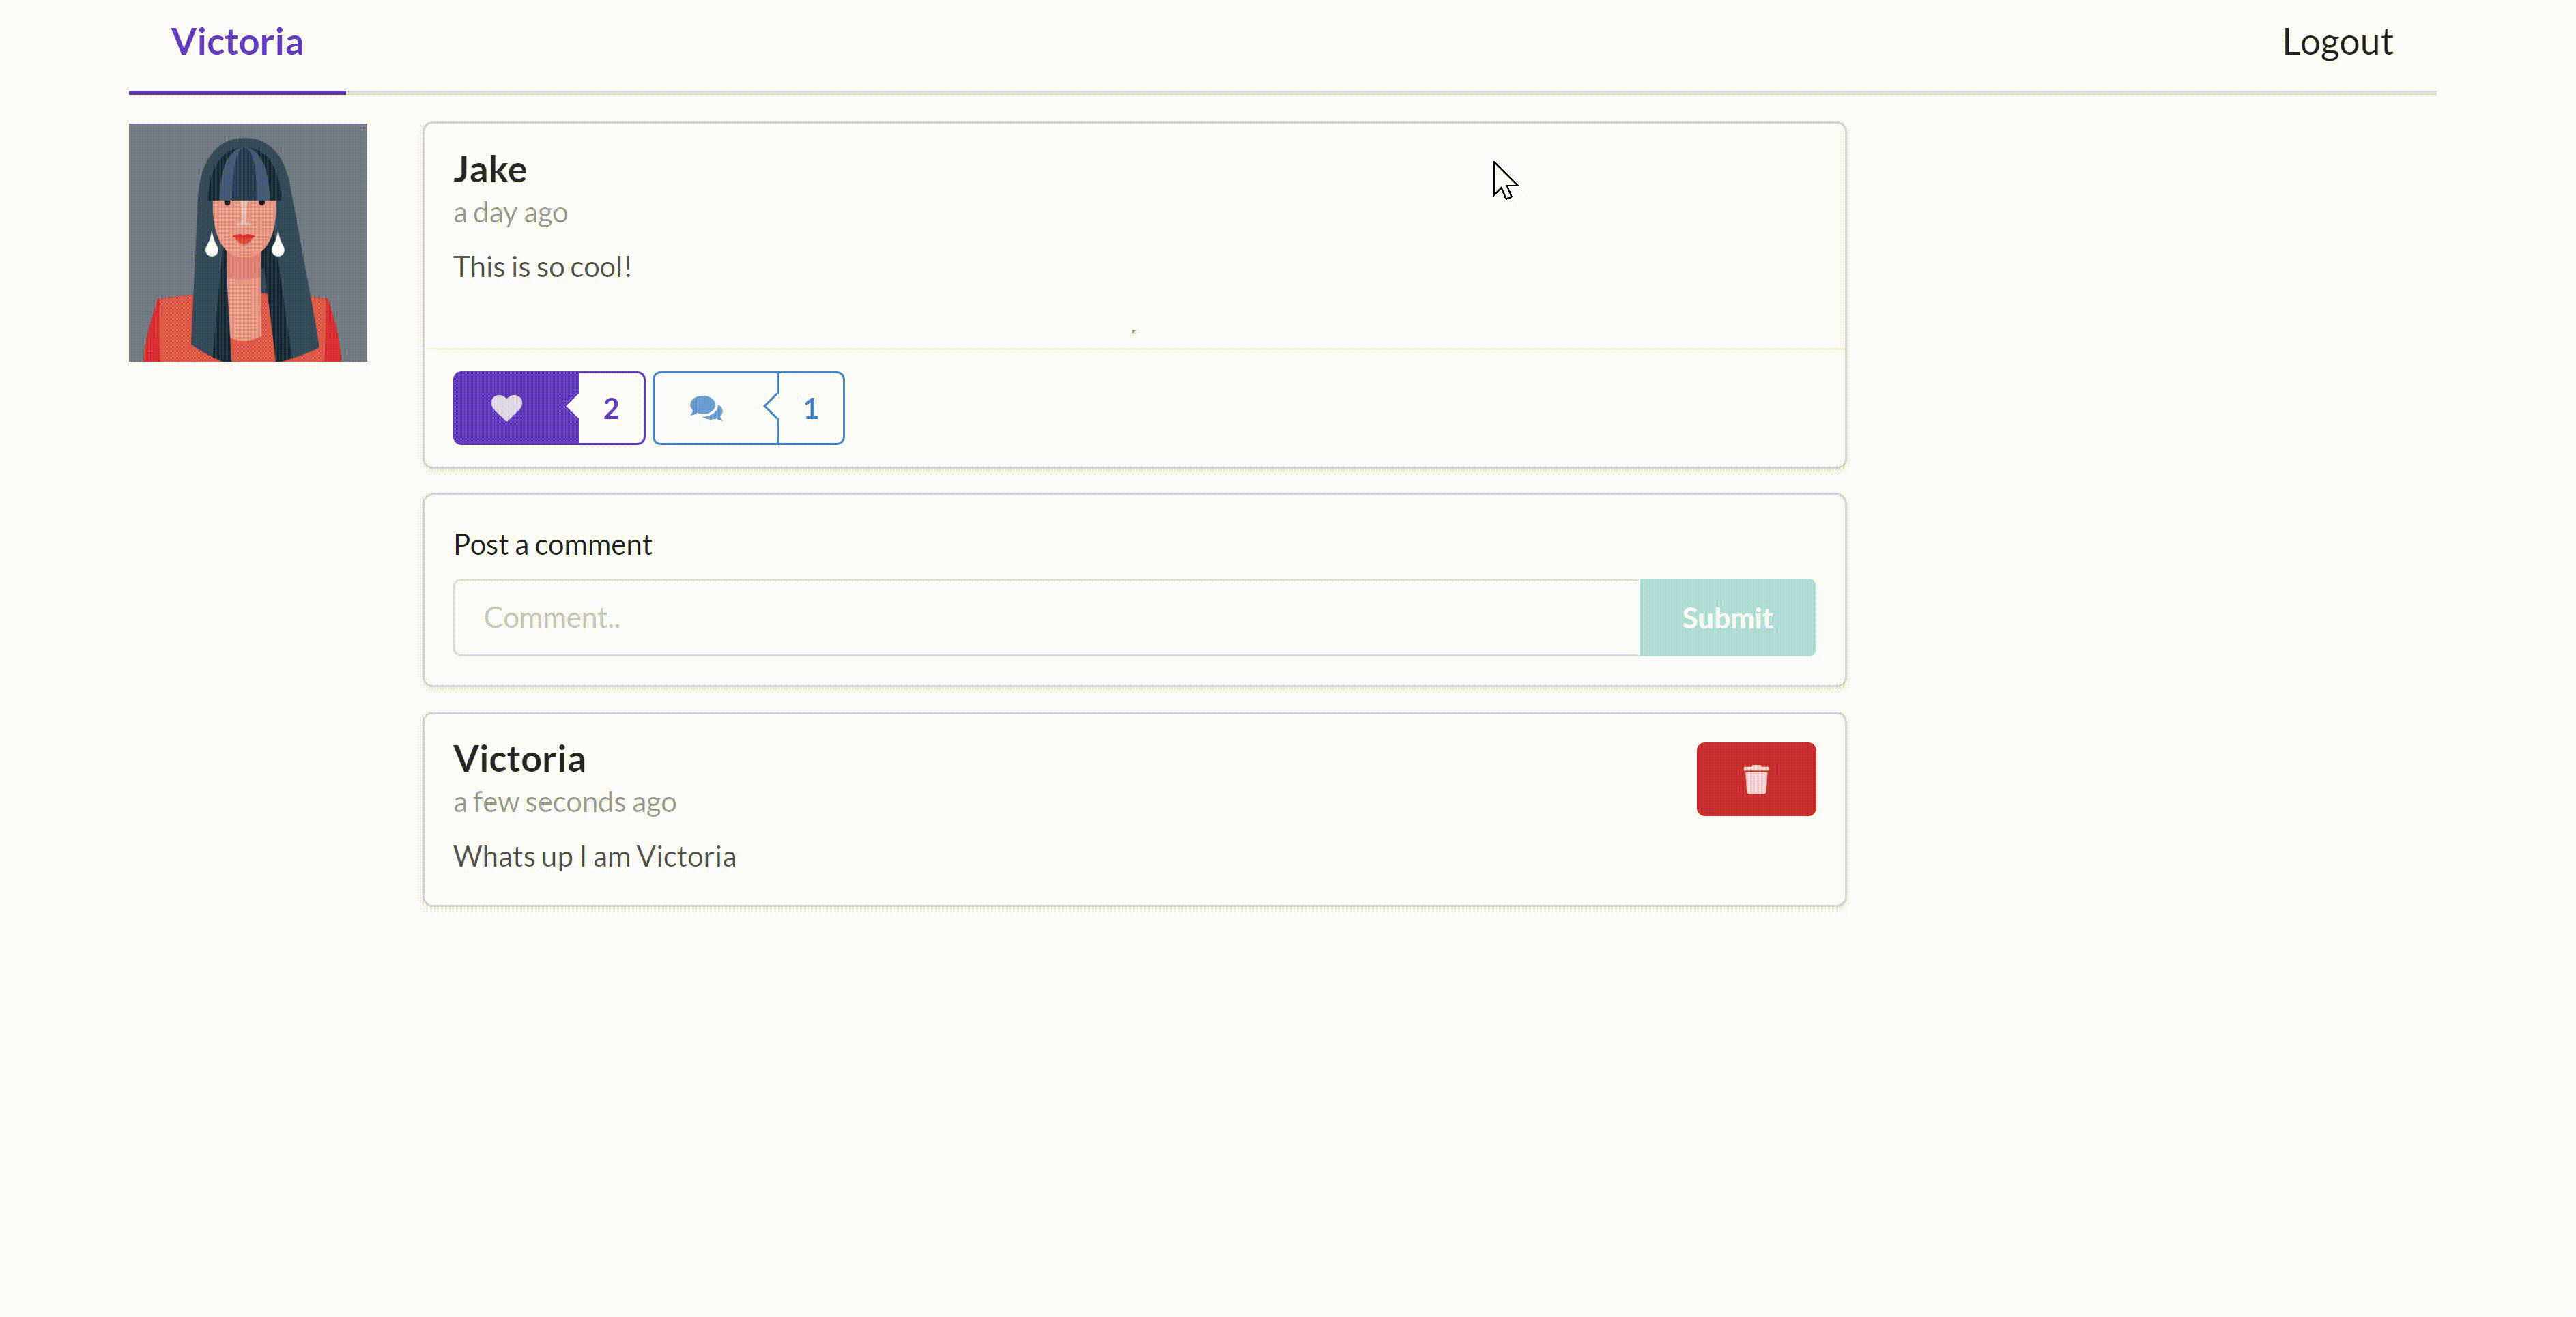 Victoria
Logout
Jake
a day ago
This is so cool!
2
1
Post a comment
Comment..
Submit
Victoria
a few seconds ago
Whats up I am Victoria